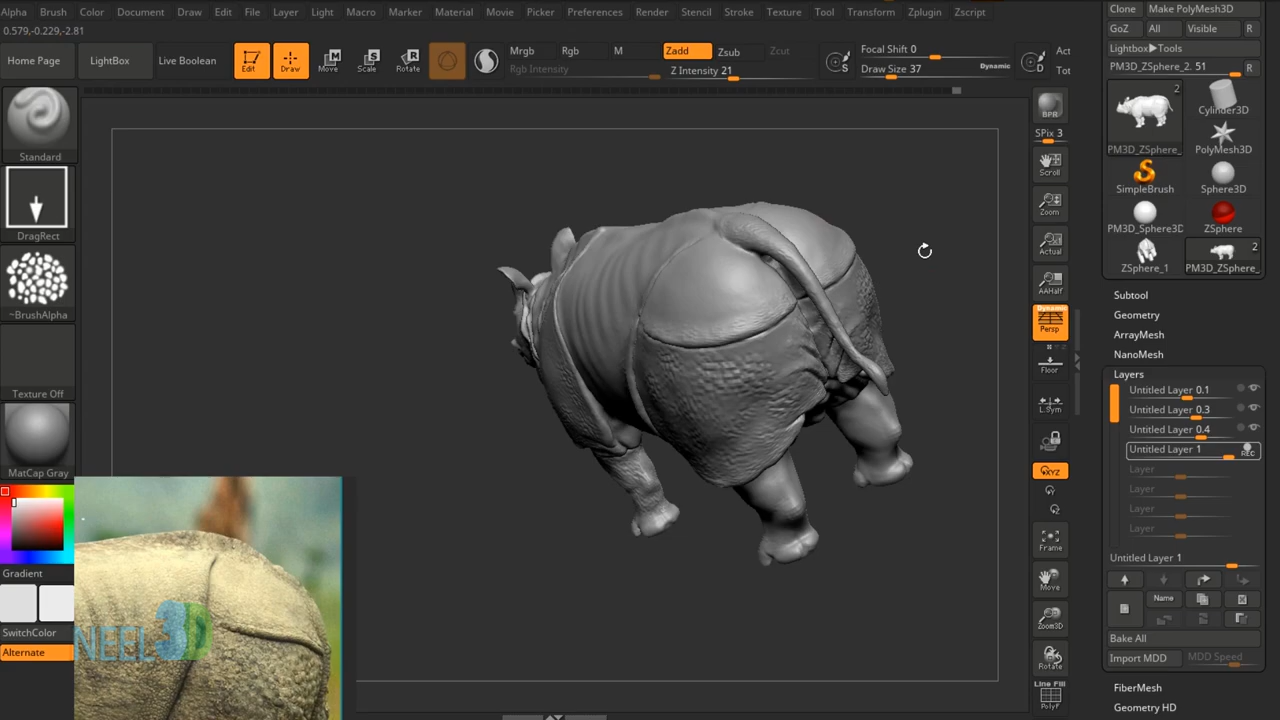 Alpha Brush Color Document Draw Edit File Layer Light Macro Marker Material Movie Picker Preferences Render Stencil Stroke Texture Tool Transform Zplugin Zscript
0.579,-0.229,-2.81
Home Page LightBox Live Boolean Edit Draw Move Scale Rotate
Mrgb Rgb M Zadd Zsub Zcut
Rgb Intensity Z Intensity 21
S Focal Shift 0
Draw Size 37 Dynamic D
Act
Tot
Standard
DragRect
~BrushAlpha
Texture Off
MatCap Gray
Gradient
SwitchColor
Alternate
NEEL3D
BPR
SPix 3
Scroll
Zoom
Actual
AAHalf
Dynamic
Persp
Floor
L.Sym
XYZ
Frame
Move
Zoom3D
Rotate
Line Fill
PolyF
Clone Make PolyMesh3D
GoZ All Visible R
Lightbox▶Tools
PM3D_ZSphere_2. 51 R
2
PM3D_ZSphere_ Cylinder3D
PolyMesh3D
SimpleBrush Sphere3D
PM3D_Sphere3D ZSphere
2
ZSphere_1 PM3D_ZSphere_
Subtool
Geometry
ArrayMesh
NanoMesh
Layers
Untitled Layer 0.1
Untitled Layer 0.3
Untitled Layer 0.4
Untitled Layer 1 REC
Layer
Layer
Layer
Layer
Untitled Layer 1
Name
Bake All
Import MDD MDD Speed
FiberMesh
Geometry HD